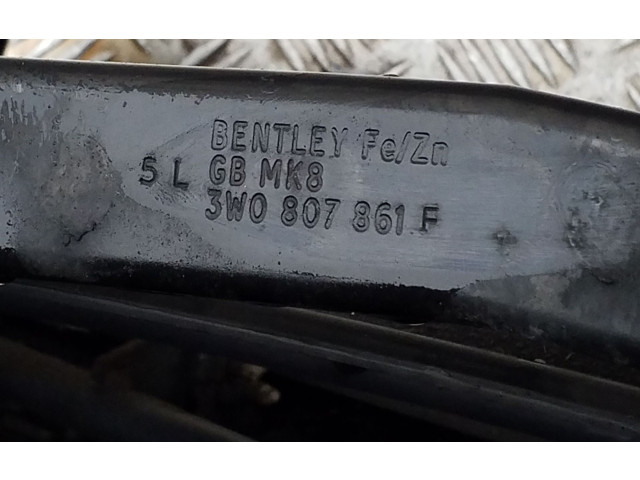 BENTLEY Fe/Zn
5 L GB MK8
3W0 807 861 F